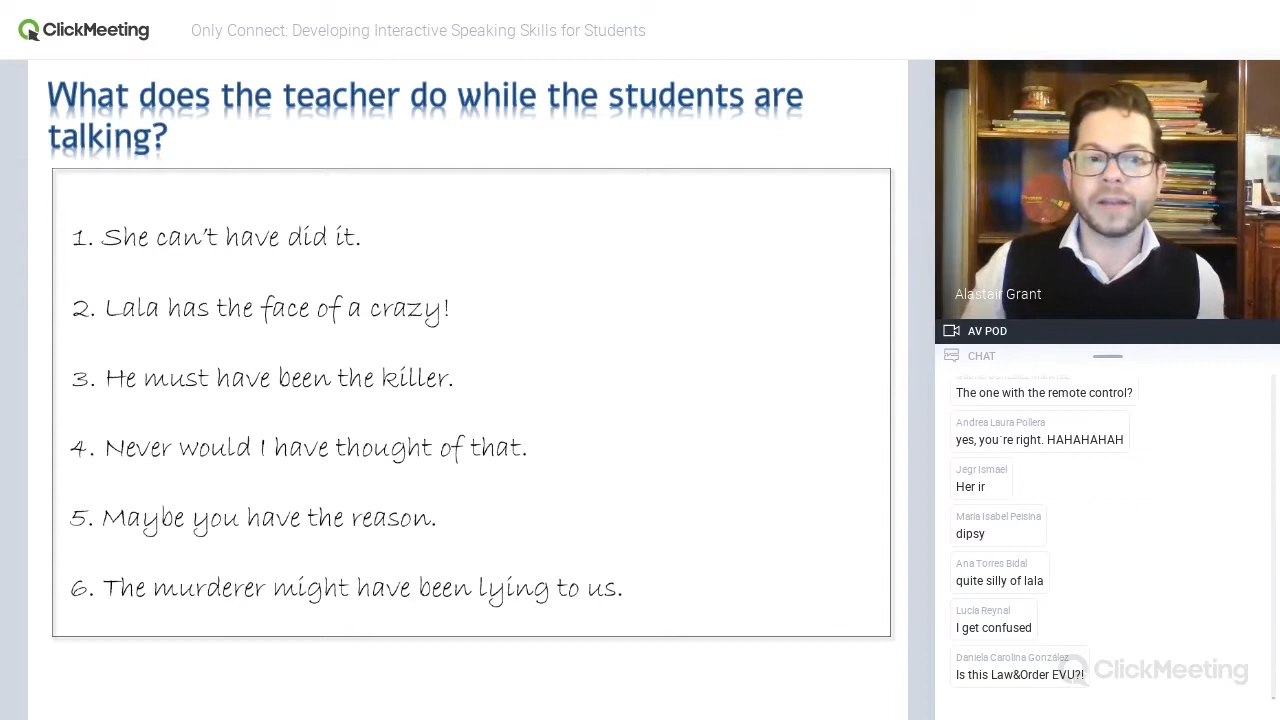 ClickMeeting
Only Connect: Developing Interactive Speaking Skills for Students
What does the teacher do while the students are
talking?
1. She can't have did it.
2. Lala has the face of a crazy!
3. He must have been the killer.
4. Never would I have thought of that.
5. Maybe you have the reason.
6. The murderer might have been lying to us.
Alastair Grant
AV POD
CHAT
The one with the remote control?
Andrea Laura Pollera
yes, you´re right. HAHAHAHAH
Jegr Ismael
Her ir
Maria Isabel Peisina
dipsy
Ana Torres Bidal
quite silly of lala
Lucía Reynal
I get confused
Daniela Carolina González
Is this Law&Order EVU?!
ClickMeeting